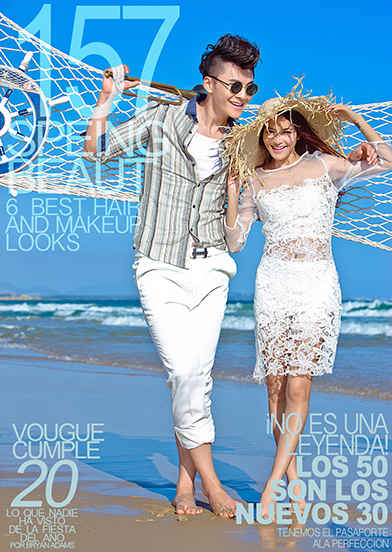 157
SPRING
BEAUTY
6 BEST HAIR
AND MAKEUP
LOOKS
VOUGUE
CUMPLE
20
LO QUE NADIE
HA VISTO
DE LA FIESTA
DEL AÑO
POR BRYAN ADAMS
¡NO ES UNA
LEYENDA!
LOS 50
SON LOS
NUEVOS 30
TENEMOS EL PASAPORTE
ALA PERFECCION